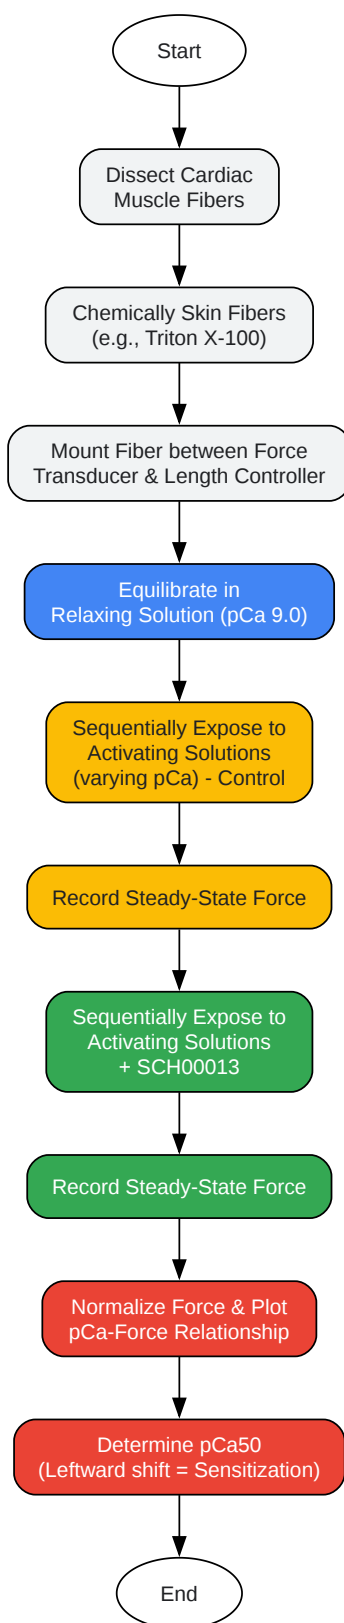 Start
Dissect Cardiac
Muscle Fibers
Chemically Skin Fibers
(e.g., Triton X-100)
Mount Fiber between Force
Transducer & Length Controller
Equilibrate in
Relaxing Solution (pCa 9.0)
Sequentially Expose to
Activating Solutions
(varying pCa) - Control
Record Steady-State Force
Sequentially Expose to
Activating Solutions
+ SCH00013
Record Steady-State Force
Normalize Force & Plot
pCa-Force Relationship
Determine pCa50
(Leftward shift = Sensitization)
End